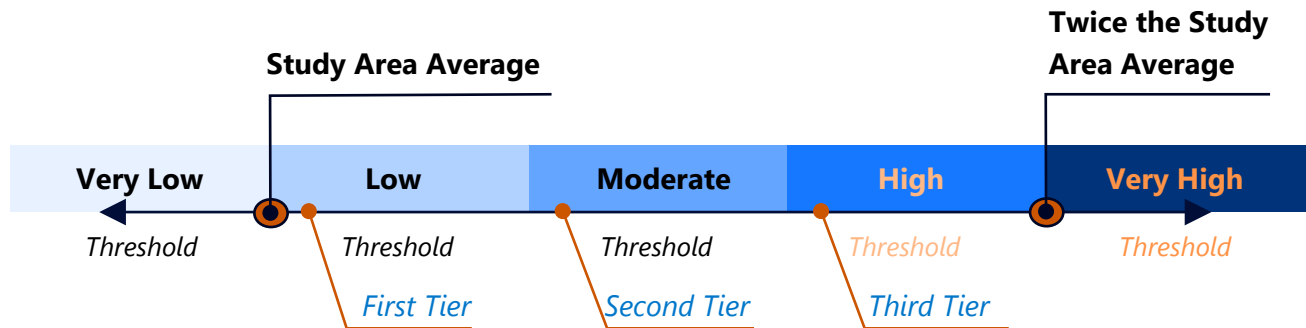 Twice the Study
Area Average
Study Area Average
Very Low Low Moderate High Very High
Threshold Threshold Threshold Threshold Threshold
First Tier Second Tier Third Tier